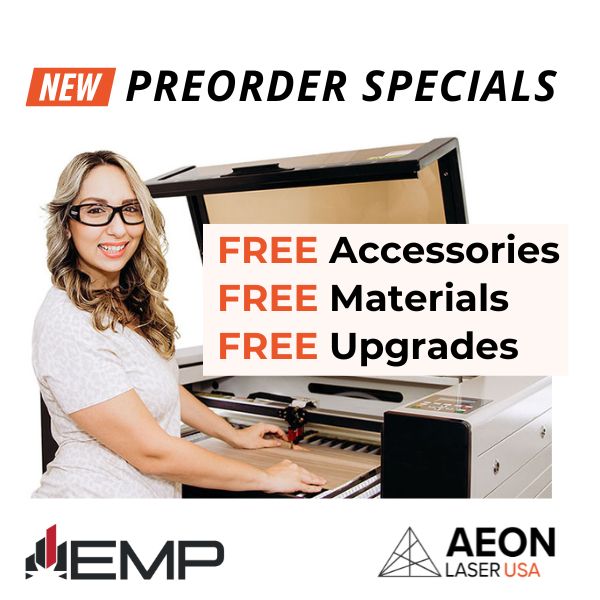 NEW PREORDER SPECIALS
FREE Accessories
FREE Materials
FREE Upgrades
EMP
AEON
LASER USA